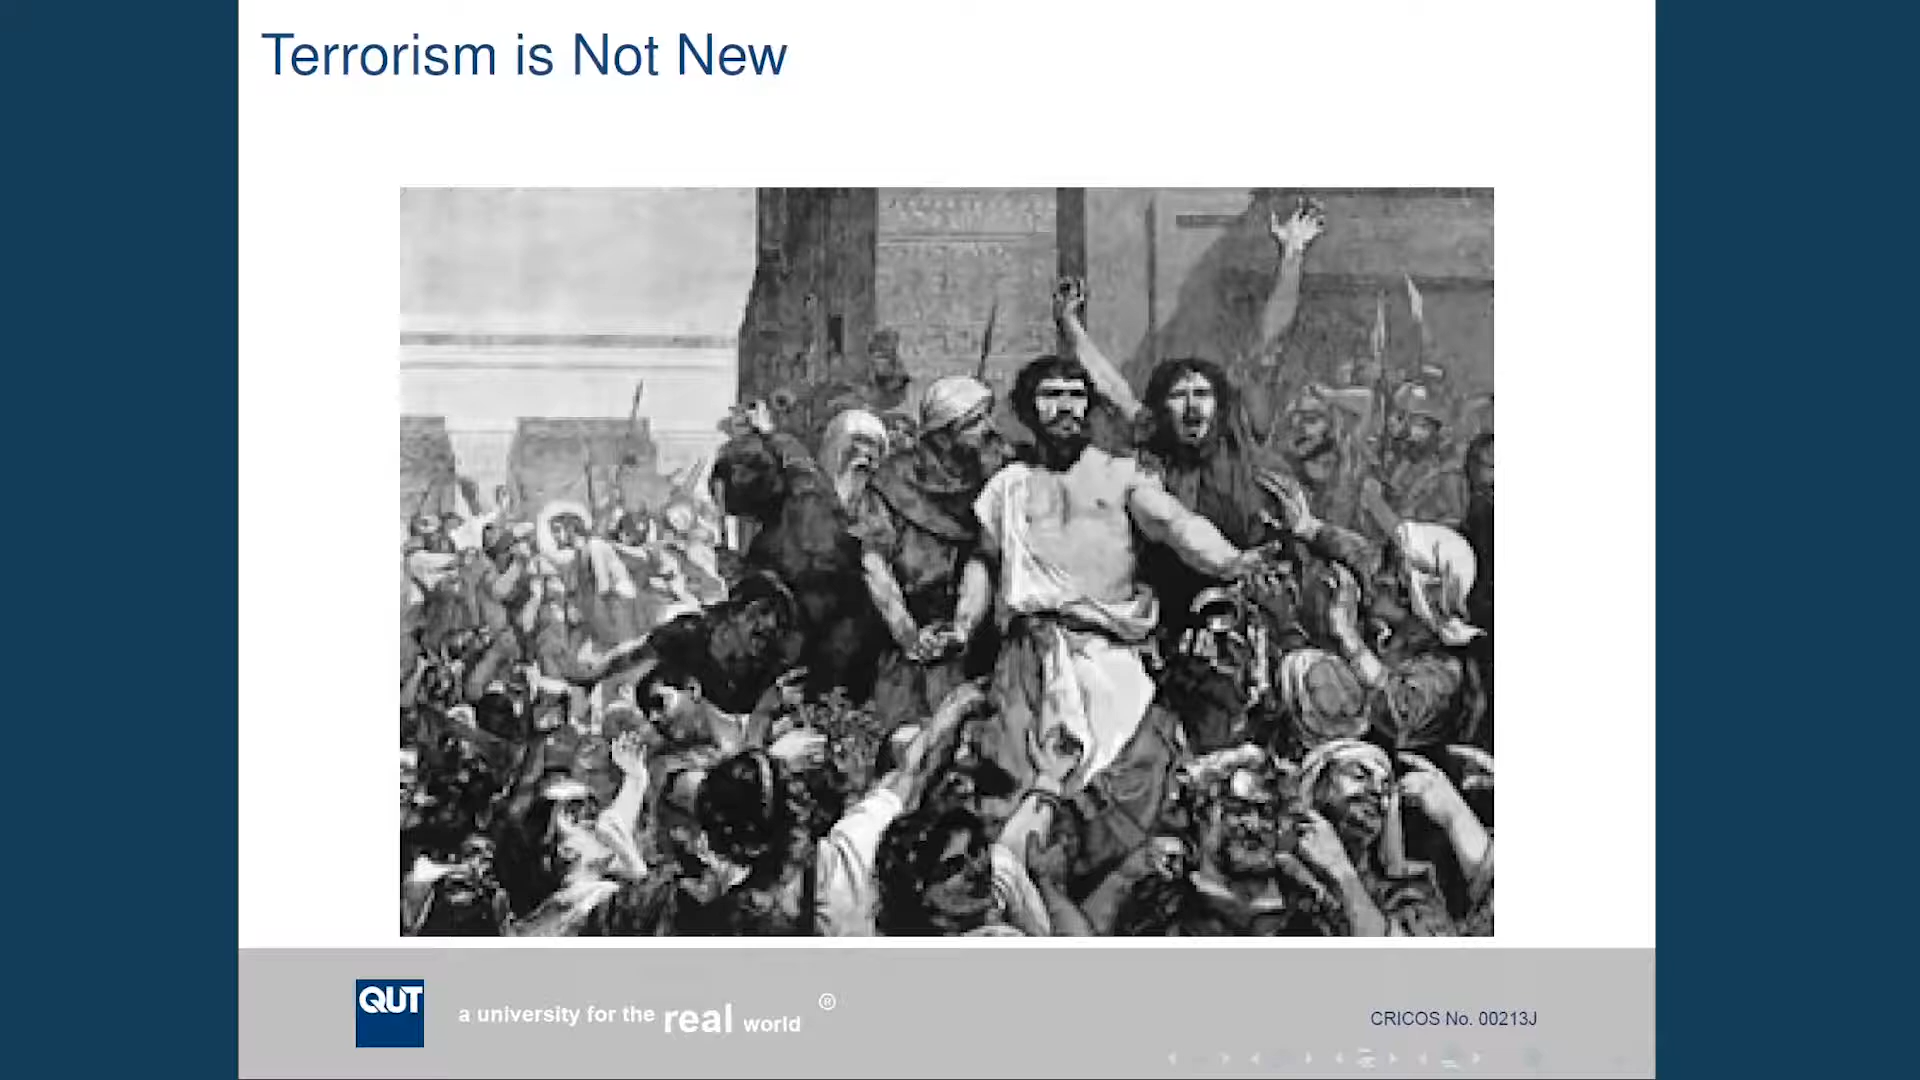 Terrorism is Not New
QUT
a university for the real world ®
CRICOS No. 00213J